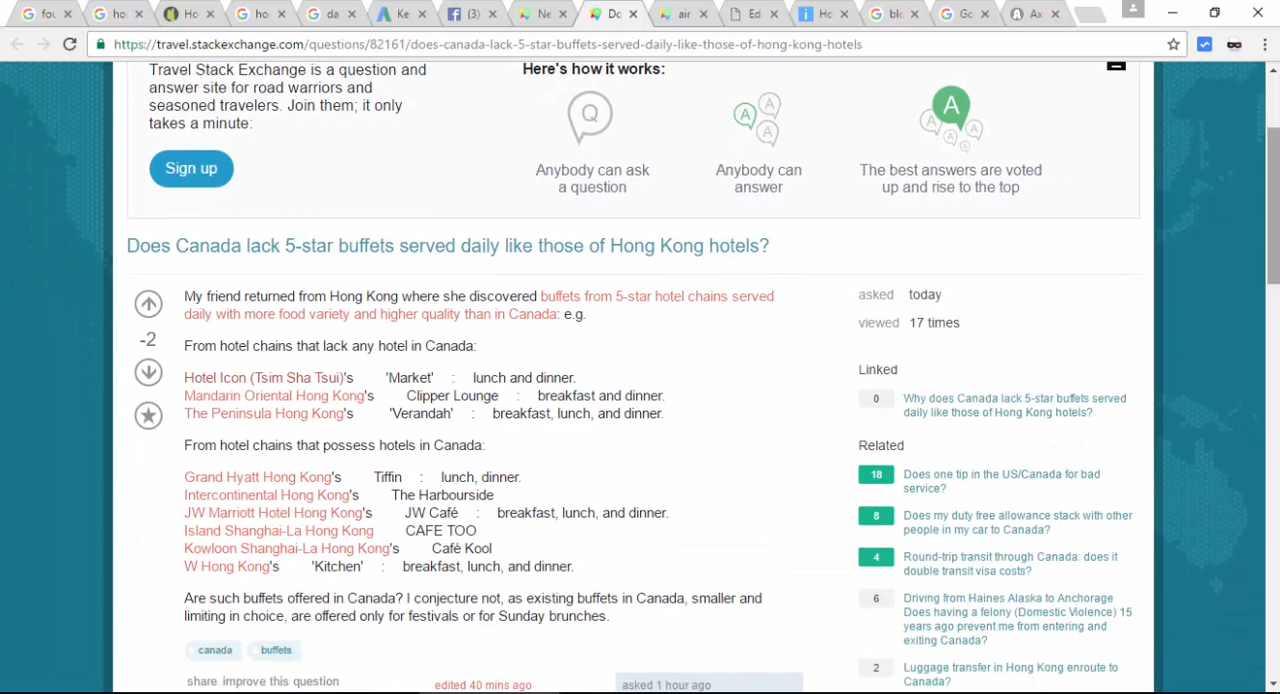 fou
ho
Ho
ho
da
Ke
(3)
Ne
Do
air
Ed
Ho
blo
Go
Ax
https://travel.stackexchange.com/questions/82161/does-canada-lack-5-star-buffets-served-daily-like-those-of-hong-kong-hotels
Travel Stack Exchange is a question and
answer site for road warriors and
seasoned travelers. Join them; it only
takes a minute:
Sign up
Here's how it works:
Q
A
A
A
A
A
A
A
Anybody can ask
a question
Anybody can
answer
The best answers are voted
up and rise to the top
Does Canada lack 5-star buffets served daily like those of Hong Kong hotels?
-2
My friend returned from Hong Kong where she discovered buffets from 5-star hotel chains served
daily with more food variety and higher quality than in Canada: e.g.
From hotel chains that lack any hotel in Canada:
Hotel Icon (Tsim Sha Tsui)'s 'Market' : lunch and dinner.
Mandarin Oriental Hong Kong's Clipper Lounge : breakfast and dinner.
The Peninsula Hong Kong's 'Verandah' : breakfast, lunch, and dinner.
From hotel chains that possess hotels in Canada:
Grand Hyatt Hong Kong's Tiffin : lunch, dinner.
Intercontinental Hong Kong's The Harbourside
JW Marriott Hotel Hong Kong's JW Café : breakfast, lunch, and dinner.
Island Shanghai-La Hong Kong CAFE TOO
Kowloon Shanghai-La Hong Kong's Café Kool
W Hong Kong's 'Kitchen' : breakfast, lunch, and dinner.
Are such buffets offered in Canada? I conjecture not, as existing buffets in Canada, smaller and
limiting in choice, are offered only for festivals or for Sunday brunches.
canada buffets
share improve this question
edited 40 mins ago
asked 1 hour ago
asked today
viewed 17 times
Linked
0 Why does Canada lack 5-star buffets served
daily like those of Hong Kong hotels?
Related
18 Does one tip in the US/Canada for bad
service?
8 Does my duty free allowance stack with other
people in my car to Canada?
4 Round-trip transit through Canada: does it
double transit visa costs?
6 Driving from Haines Alaska to Anchorage
Does having a felony (Domestic Violence) 15
years ago prevent me from entering and
exiting Canada?
2 Luggage transfer in Hong Kong enroute to
Canada?